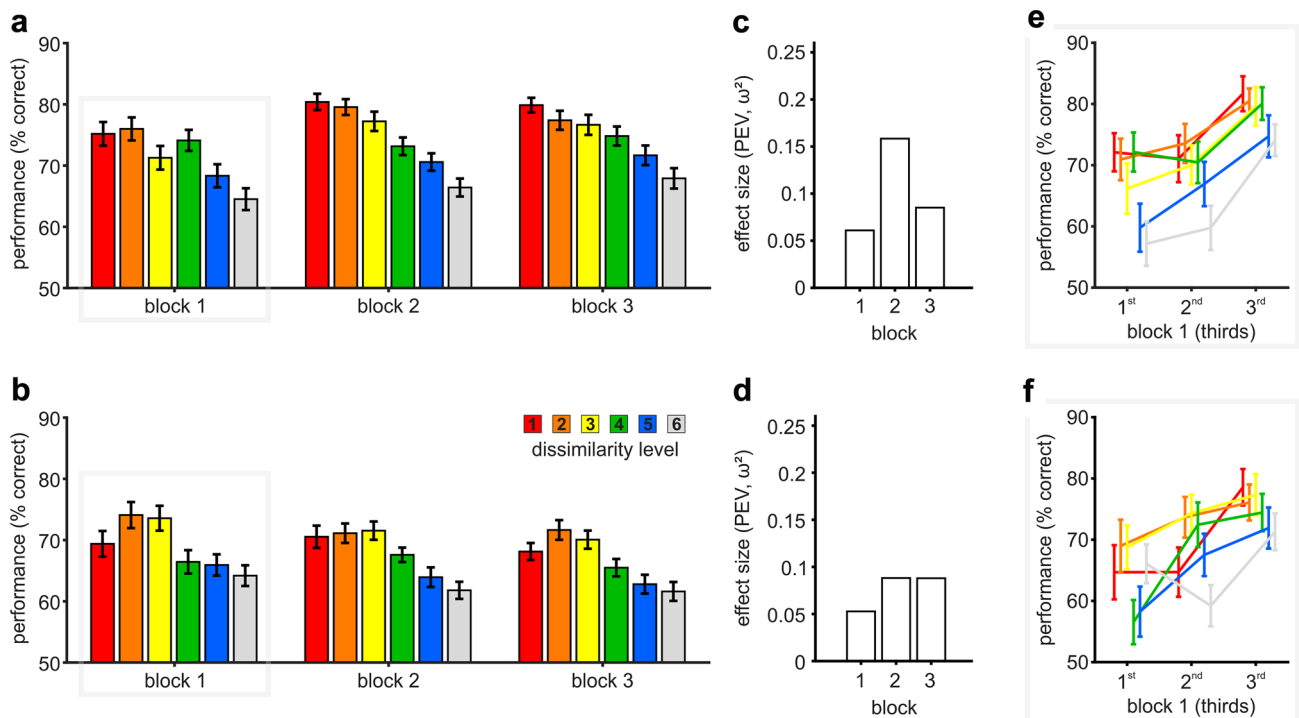 a
performance (% correct)
90
80
70
60
50
block 1
block 2
block 3
c
effect size (PEV, ω²)
0.25
0.2
0.15
0.1
0.05
0
1 2 3
block
e
performance (% correct)
90
80
70
60
50
1st 2nd 3rd
block 1 (thirds)
b
performance (% correct)
90
80
70
60
50
1 2 3 4 5 6
dissimilarity level
block 1
block 2
block 3
d
effect size (PEV, ω²)
0.25
0.2
0.15
0.1
0.05
0
1 2 3
block
f
performance (% correct)
90
80
70
60
50
1st 2nd 3rd
block 1 (thirds)